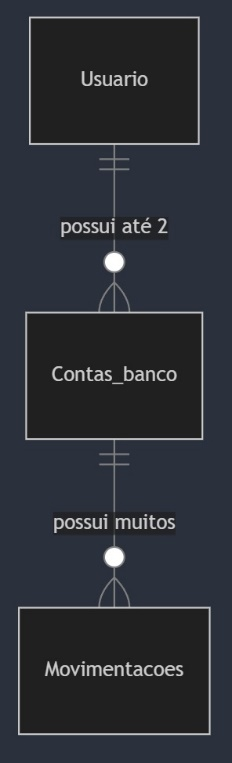 Usuario
possui até 2
Contas_banco
possui muitos
Movimentacoes